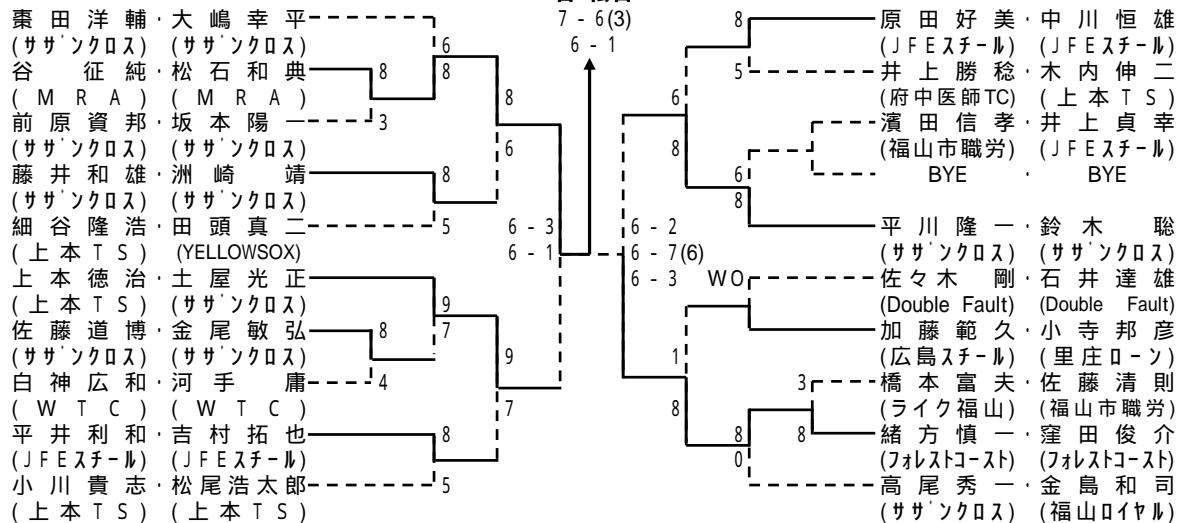 7 - 6 (3)
6 - 1
棗田洋輔・大嶋幸平
(ササ゛ンクロス) (ササ゛ンクロス)
6
谷 征純・松石和典
8
8
(MRA) (MRA)
8
前原資邦・坂本陽一
3
(ササ゛ンクロス) (ササ゛ンクロス)
6
藤井和雄・洲崎 靖
8
(ササ゛ンクロス) (ササ゛ンクロス)
細谷隆浩・田頭真二
5
6 - 3
(上本TS) (YELLOWSOX)
6 - 1
上本徳治・土屋光正
(上本TS) (ササ゛ンクロス)
9
佐藤道博・金尾敏弘
8
7
(ササ゛ンクロス) (ササ゛ンクロス)
9
白神広和・河手 庸
4
(WTC) (WTC)
7
平井利和・吉村拓也
8
(JFEスチール) (JFEスチール)
小川貴志・松尾浩太郎
5
(上本TS) (上本TS)
8
原田好美・中川恒雄
(JFEスチール) (JFEスチール)
5
井上勝稔・木内伸二
6
(府中医師TC) (上本TS)
濱田信孝・井上貞幸
8
(福山市職労) (JFEスチール)
6
BYE ・ BYE
8
平川隆一・鈴木 聡
6 - 2
(ササ゛ンクロス) (ササ゛ンクロス)
6 - 7 (6)
6 - 3
WO
佐々木 剛・石井達雄
(Double Fault) (Double Fault)
加藤範久・小寺邦彦
(広島スチール) (里庄ローン)
1
3
橋本富夫・佐藤清則
(ライク福山) (福山市職労)
8
8
8
緒方慎一・窪田俊介
(フォレストコースト) (フォレストコースト)
0
高尾秀一・金島和司
(ササ゛ンクロス) (福山ロイヤル)